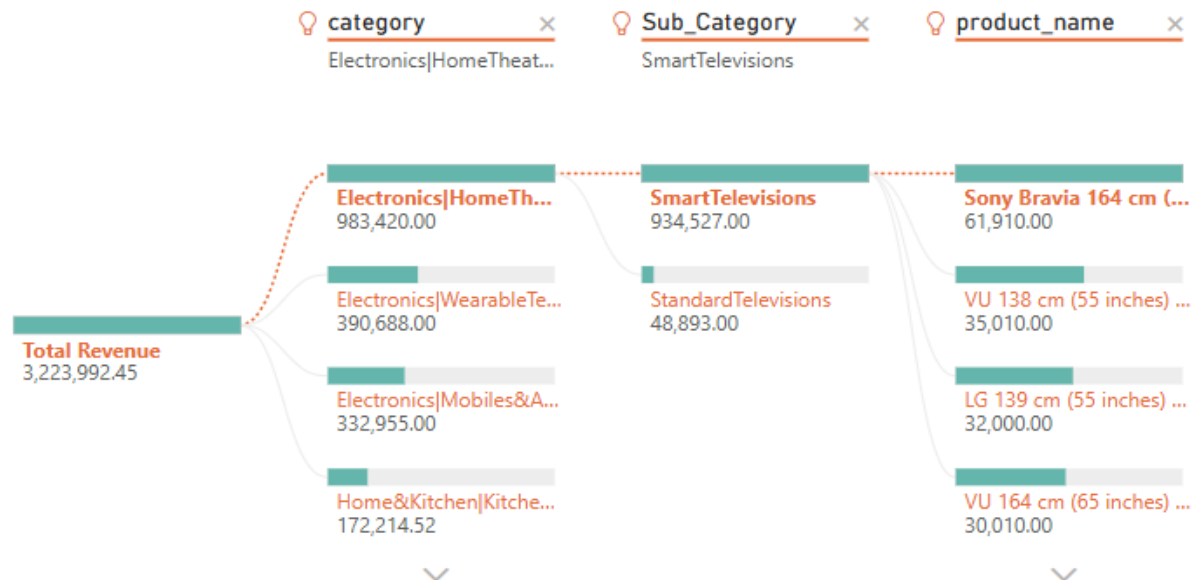 category
Electronics|HomeTheat...
Sub_Category
SmartTelevisions
product_name
Total Revenue
3,223,992.45
Electronics|HomeTh...
983,420.00
Electronics|WearableTe...
390,688.00
Electronics|Mobiles&A...
332,955.00
Home&Kitchen|Kitche...
172,214.52
SmartTelevisions
934,527.00
StandardTelevisions
48,893.00
Sony Bravia 164 cm (...
61,910.00
VU 138 cm (55 inches) ...
35,010.00
LG 139 cm (55 inches) ...
32,000.00
VU 164 cm (65 inches) ...
30,010.00